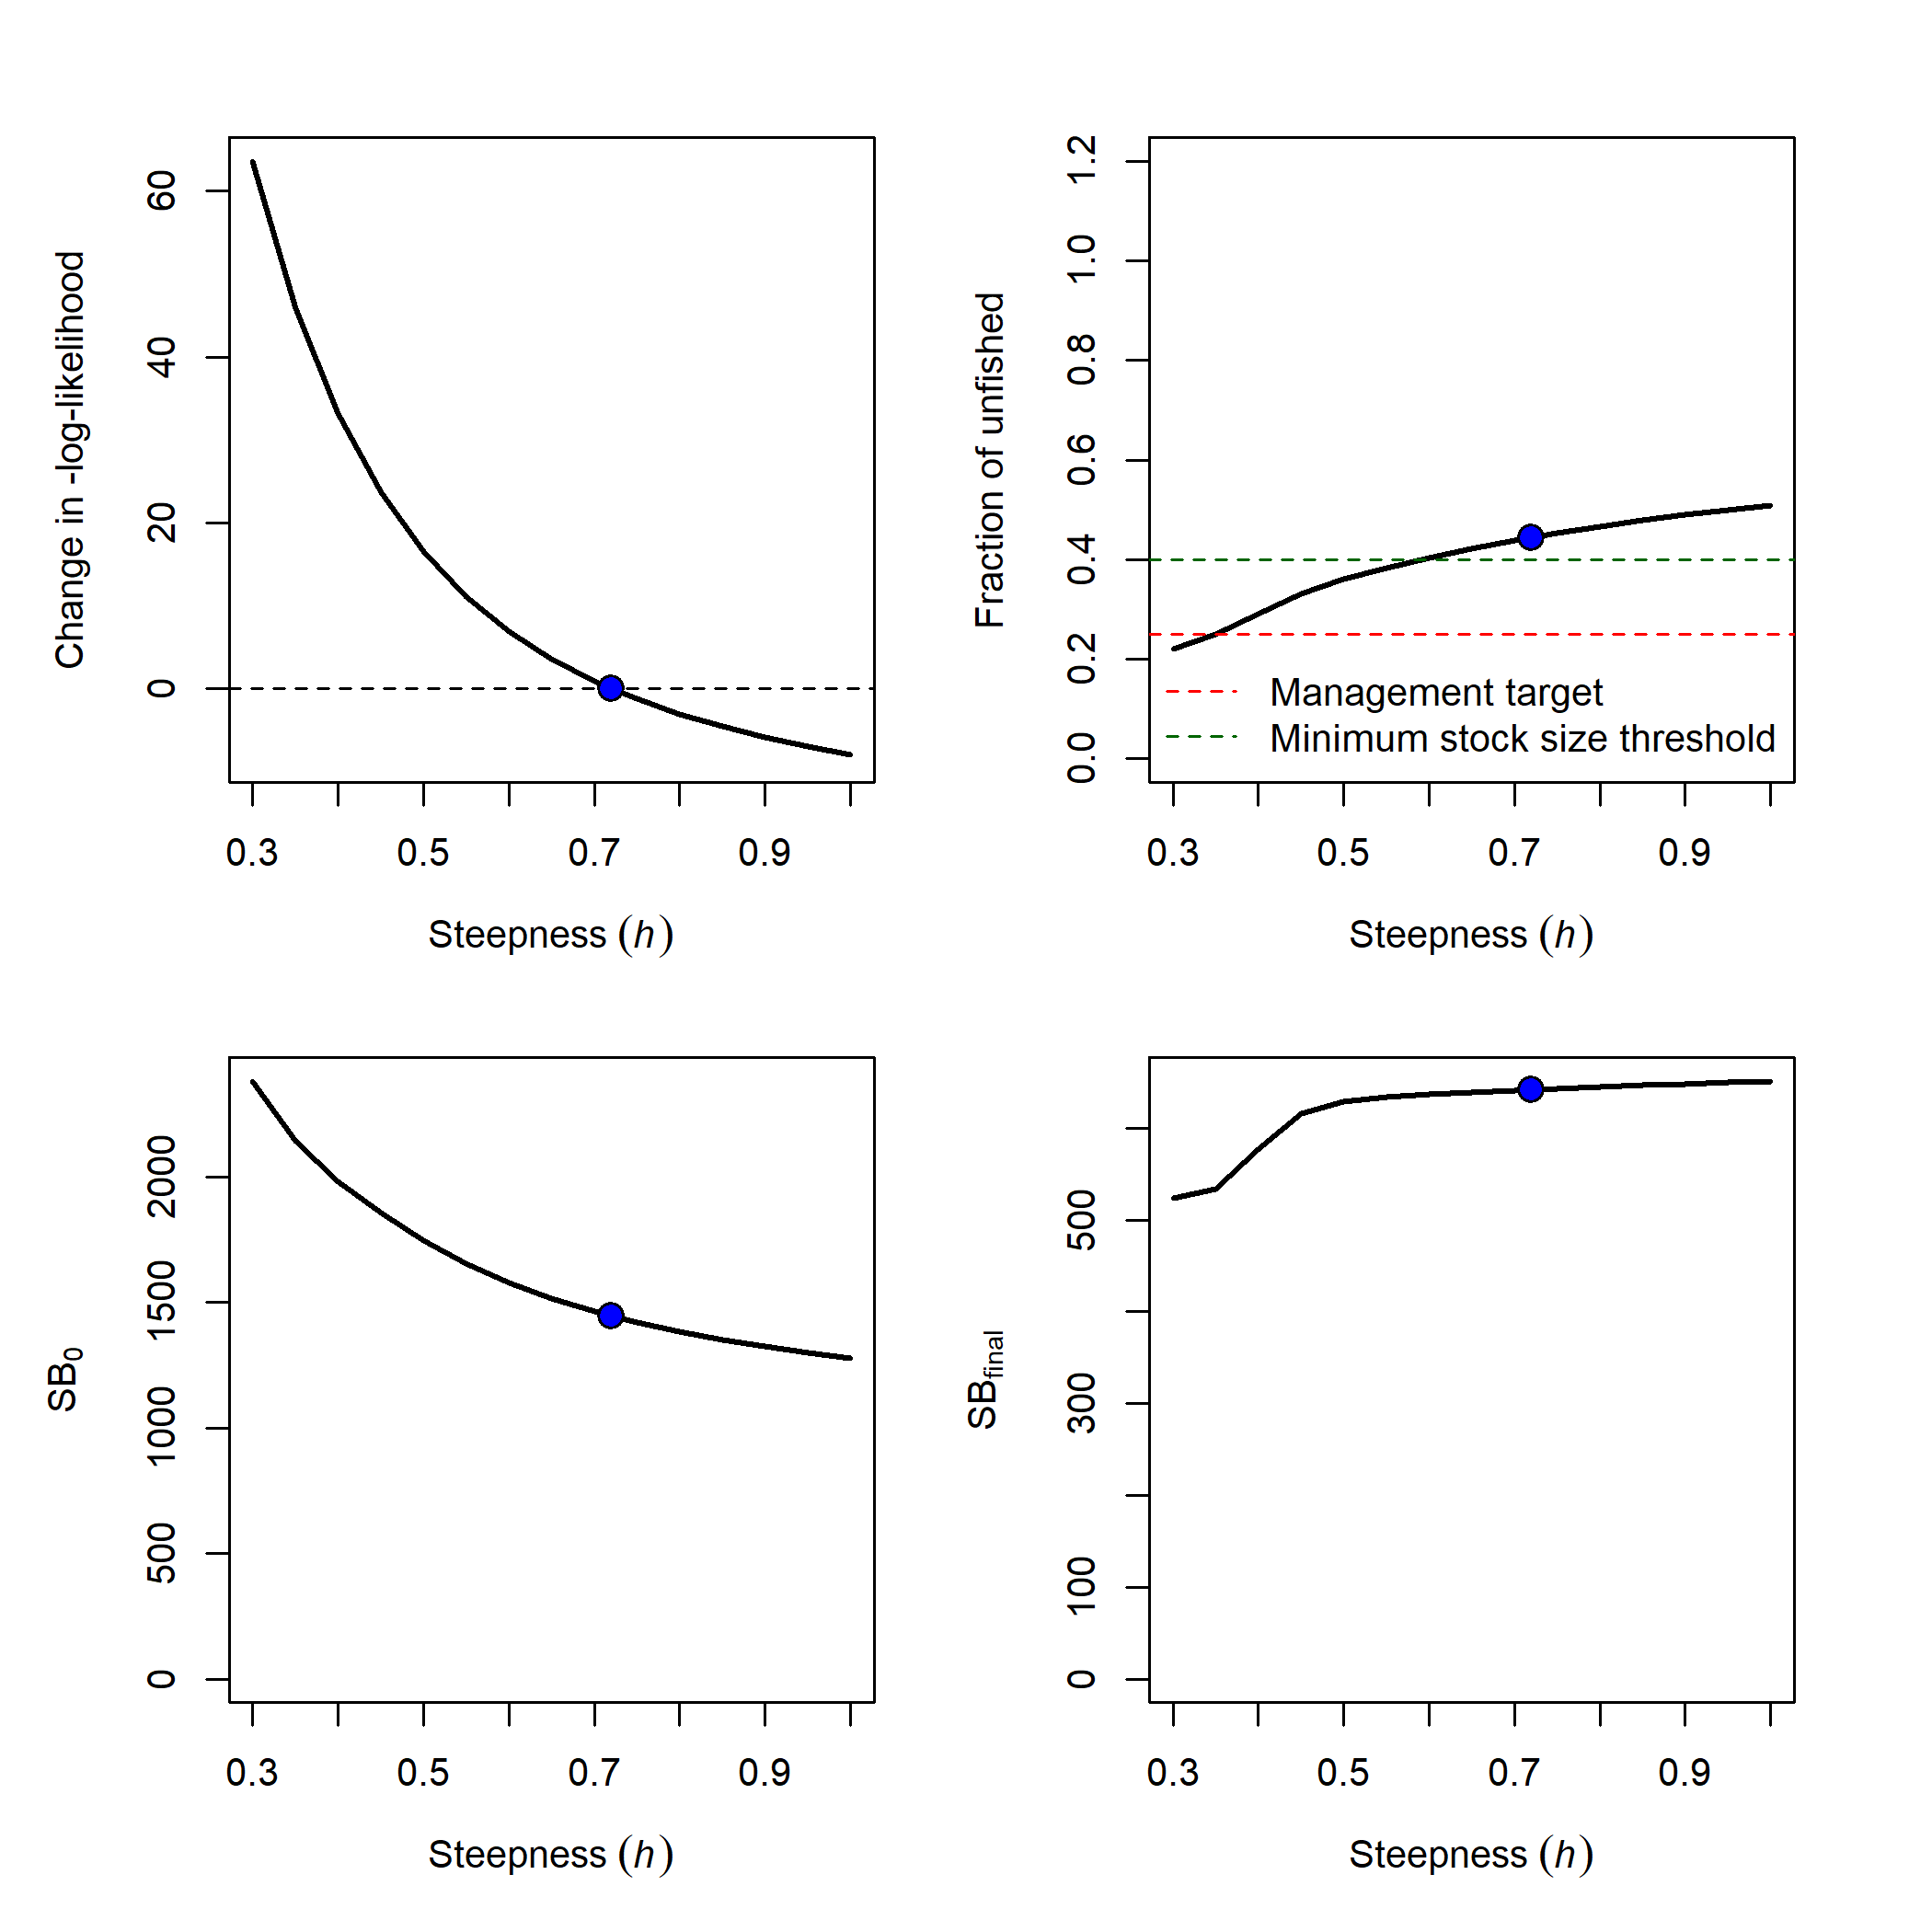 Change in -log-likelihood
60
40
20
0
0.3 0.5 0.7 0.9
Steepness (h)
Fraction of unfished
1.2
1.0
0.8
0.6
0.4
0.2
0.0
Management target
Minimum stock size threshold
0.3 0.5 0.7 0.9
Steepness (h)
SB0
2000
1500
1000
500
0
0.3 0.5 0.7 0.9
Steepness (h)
SBfinal
500
300
100
0
0.3 0.5 0.7 0.9
Steepness (h)